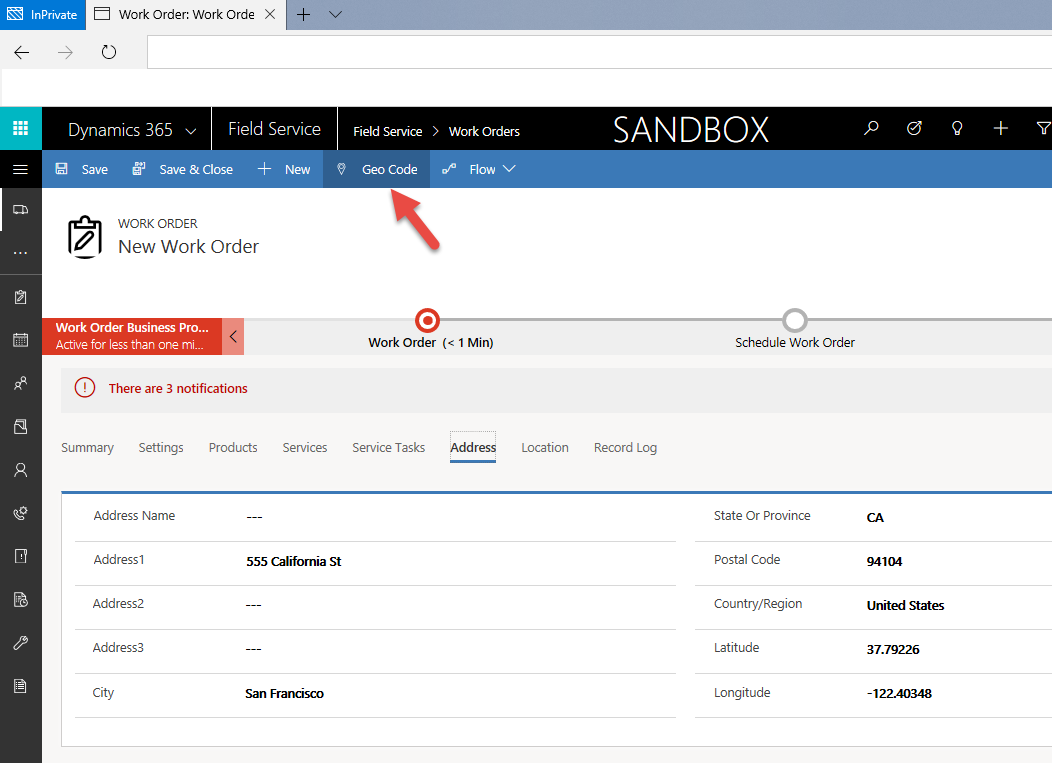 InPrivate
Work Order: Work Orde
Dynamics 365
Field Service
Field Service > Work Orders
SANDBOX
Save
Save & Close
New
Geo Code
Flow
WORK ORDER
New Work Order
Work Order Business Pro...
Active for less than one mi...
Work Order (< 1 Min)
Schedule Work Order
There are 3 notifications
Summary
Settings
Products
Services
Service Tasks
Address
Location
Record Log
Address Name ---
State Or Province CA
Address1 555 California St
Postal Code 94104
Address2 ---
Country/Region United States
Address3 ---
Latitude 37.79226
City San Francisco
Longitude -122.40348